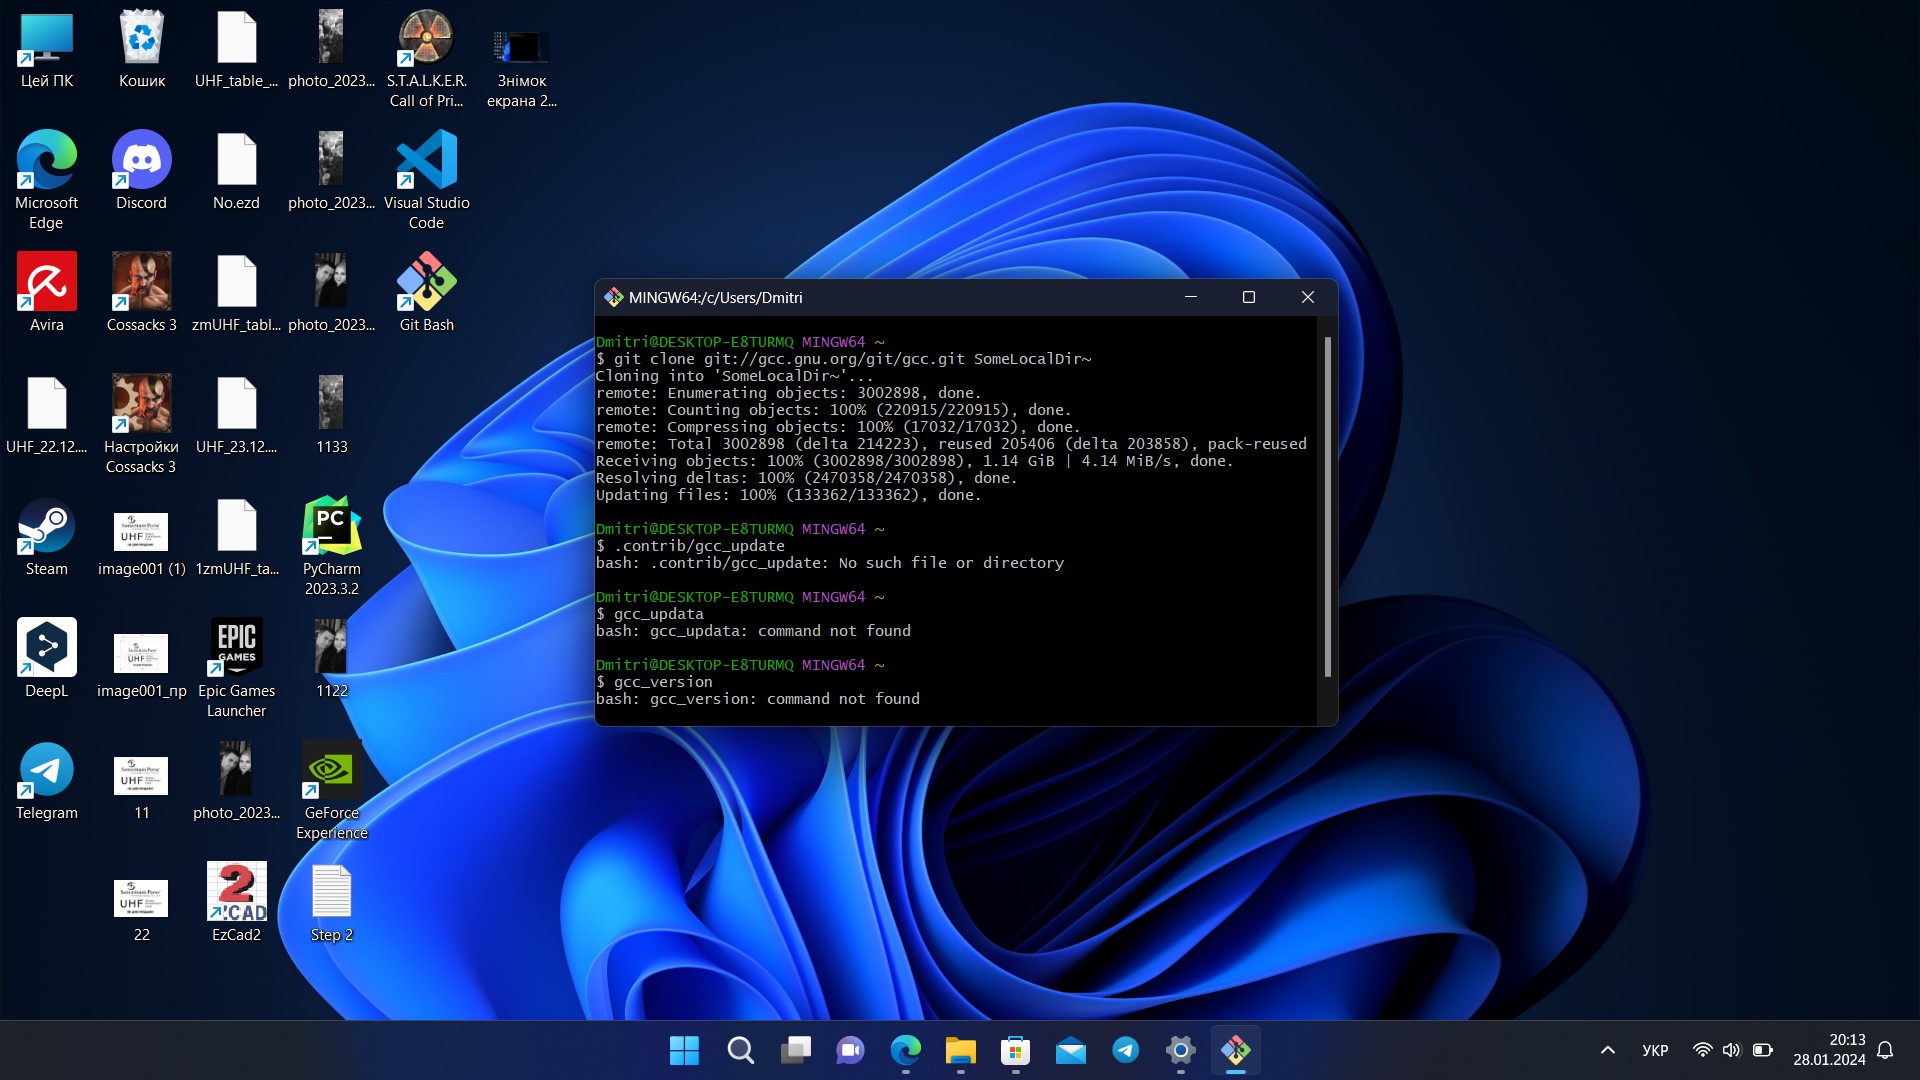 Цей ПК
Кошик
UHF_table_...
photo_2023...
S.T.A.L.K.E.R.
Call of Pri...
Знімок
екрана 2...
Microsoft
Edge
Discord
No.ezd
photo_2023...
Visual Studio
Code
Avira
Cossacks 3
zmUHF_tabl...
photo_2023...
Git Bash
UHF_22.12....
Настройки
Cossacks 3
UHF_23.12....
1133
Steam
UHF
image001 (1)
1zmUHF_ta...
PC
PyCharm
2023.3.2
DeepL
UHF
image001_пр
EPIC
GAMES
Epic Games
Launcher
1122
Telegram
UHF
11
photo_2023...
GeForce
Experience
UHF
22
2
CAD
EzCad2
Step 2
MINGW64:/c/Users/Dmitri
Dmitri@DESKTOP-E8TURMQ MINGW64 ~
$ git clone git://gcc.gnu.org/git/gcc.git SomeLocalDir~
Cloning into 'SomeLocalDir~'...
remote: Enumerating objects: 3002898, done.
remote: Counting objects: 100% (220915/220915), done.
remote: Compressing objects: 100% (17032/17032), done.
remote: Total 3002898 (delta 214223), reused 205406 (delta 203858), pack-reused
Receiving objects: 100% (3002898/3002898), 1.14 GiB | 4.14 MiB/s, done.
Resolving deltas: 100% (2470358/2470358), done.
Updating files: 100% (133362/133362), done.
Dmitri@DESKTOP-E8TURMQ MINGW64 ~
$ .contrib/gcc_update
bash: .contrib/gcc_update: No such file or directory
Dmitri@DESKTOP-E8TURMQ MINGW64 ~
$ gcc_updata
bash: gcc_updata: command not found
Dmitri@DESKTOP-E8TURMQ MINGW64 ~
$ gcc_version
bash: gcc_version: command not found
УКР
20:13
28.01.2024